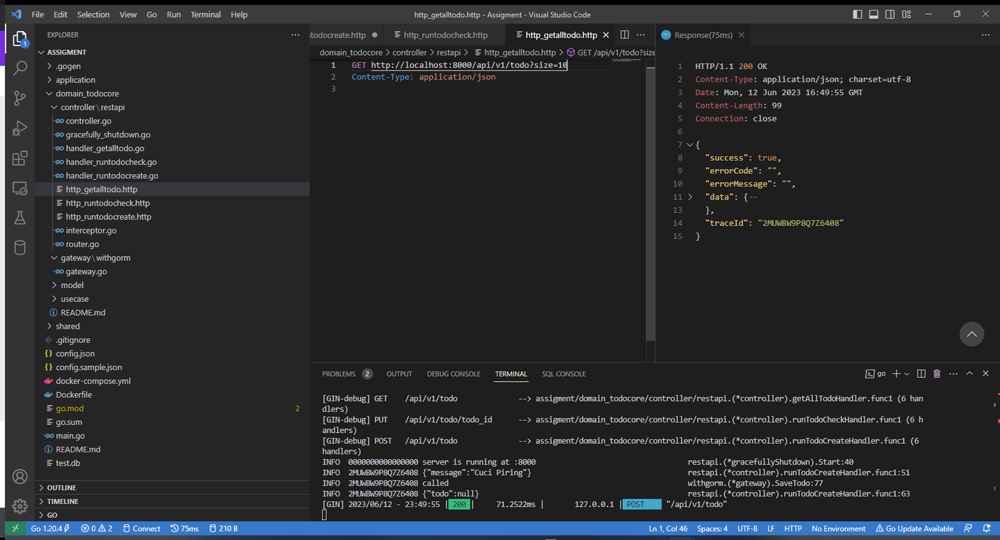 File Edit Selection View Go Run Terminal Help
http_getalltodo.http - Assigment - Visual Studio Code
EXPLORER
1
ASSIGMENT
.gogen
application
domain_todocore
controller\restapi
controller.go
gracefully_shutdown.go
handler_getalltodo.go
handler_runtodocheck.go
handler_runtodocreate.go
http_getalltodo.http
http_runtodocheck.http
http_runtodocreate.http
interceptor.go
router.go
gateway\withgorm
gateway.go
model
usecase
README.md
shared
.gitignore
config.json
config.sample.json
docker-compose.yml
Dockerfile
go.mod 2
go.sum
main.go
README.md
test.db
OUTLINE
TIMELINE
GO
todocreate.http http_runtodocheck.http http_getalltodo.http
domain_todocore > controller > restapi > http_getalltodo.http > GET /api/v1/todo?size
1 GET http://localhost:8000/api/v1/todo?size=10
2 Content-Type: application/json
3
Response(75ms)
1 HTTP/1.1 200 OK
2 Content-Type: application/json; charset=utf-8
3 Date: Mon, 12 Jun 2023 16:49:55 GMT
4 Content-Length: 99
5 Connection: close
6
7 {
8 "success": true,
9 "errorCode": "",
10 "errorMessage": "",
11 "data": {···
13 },
14 "traceId": "2MUWBW9P8Q7Z6408"
15 }
PROBLEMS 2 OUTPUT DEBUG CONSOLE TERMINAL SQL CONSOLE
go
[GIN-debug] GET /api/v1/todo --> assigment/domain_todocore/controller/restapi.(*controller).getAllTodoHandler.func1 (6 han
dlers)
[GIN-debug] PUT /api/v1/todo/todo_id --> assigment/domain_todocore/controller/restapi.(*controller).runTodoCheckHandler.func1 (6 h
andlers)
[GIN-debug] POST /api/v1/todo --> assigment/domain_todocore/controller/restapi.(*controller).runTodoCreateHandler.func1 (6
handlers)
INFO 0000000000000000 server is running at :8000 restapi.(*gracefullyShutdown).Start:40
INFO 2MUWBW9P8Q7Z6408 {"message":"Cuci Piring"} restapi.(*controller).runTodoCreateHandler.func1:51
INFO 2MUWBW9P8Q7Z6408 called withgorm.(*gateway).SaveTodo:77
INFO 2MUWBW9P8Q7Z6408 {"todo":null} restapi.(*controller).runTodoCreateHandler.func1:63
[GIN] 2023/06/12 - 23:49:55 | 200 | 71.2522ms | 127.0.0.1 | POST "/api/v1/todo"
Go 1.20.4 0 2 Connect 75ms 210 B Ln 1, Col 46 Spaces: 4 UTF-8 LF HTTP No Environment Go Update Available